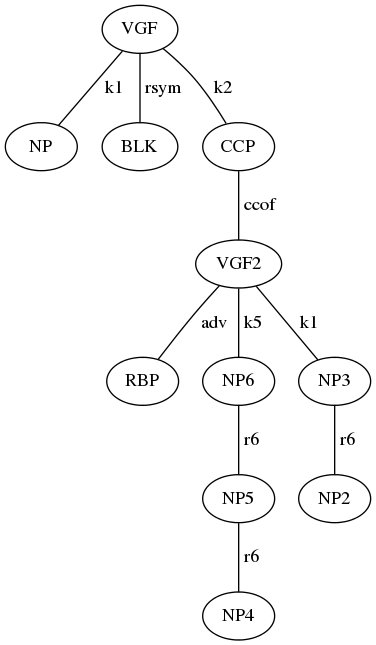 VGF
k1 rsym k2
NP BLK CCP
ccof
VGF2
adv k5 k1
RBP NP6 NP3
r6 r6
NP5 NP2
r6
NP4